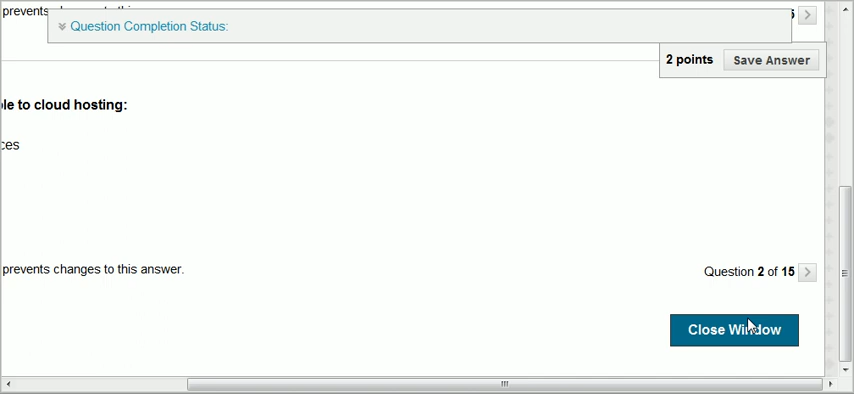 prevents
Question Completion Status:
2 points Save Answer
le to cloud hosting:
ces
prevents changes to this answer.
Question 2 of 15
Close Window